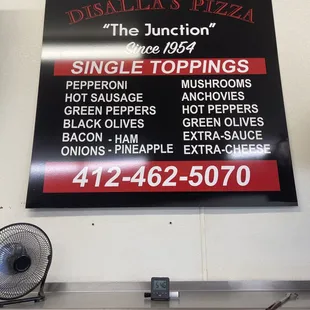 DISALLA'S PIZZA
"The Junction"
Since 1954
SINGLE TOPPINGS
PEPPERONI
HOT SAUSAGE
GREEN PEPPERS
BLACK OLIVES
BACON - HAM
ONIONS - PINEAPPLE
MUSHROOMS
ANCHOVIES
HOT PEPPERS
GREEN OLIVES
EXTRA-SAUCE
EXTRA-CHEESE
412-462-5070